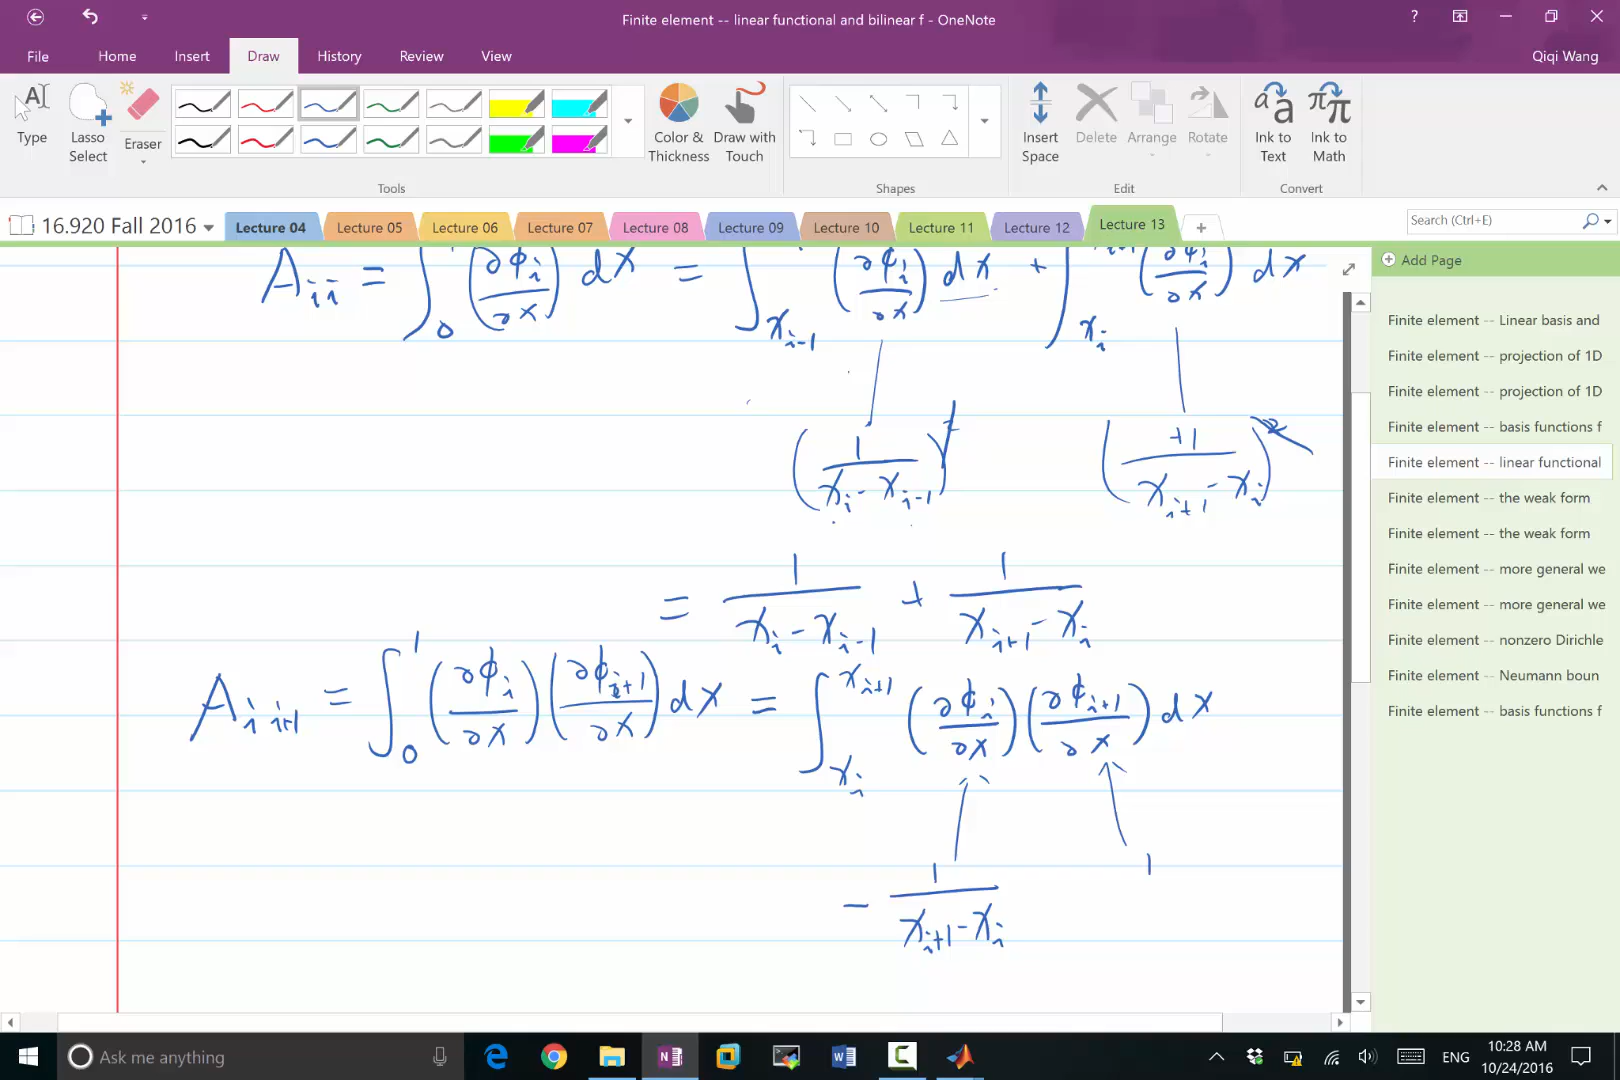 Finite element -- linear functional and bilinear f - OneNote
?
File Home Insert Draw History Review View
Qiqi Wang
Type
Lasso Select
Eraser
Color & Thickness
Draw with Touch
Insert Space
Delete
Arrange
Rotate
Ink to Text
Ink to Math
Tools
Shapes
Edit
Convert
16.920 Fall 2016
Lecture 04 Lecture 05 Lecture 06 Lecture 07 Lecture 08 Lecture 09 Lecture 10 Lecture 11 Lecture 12 Lecture 13 +
Search (Ctrl+E)
Add Page
Finite element -- Linear basis and
Finite element -- projection of 1D
Finite element -- projection of 1D
Finite element -- basis functions f
Finite element -- linear functional
Finite element -- the weak form
Finite element -- the weak form
Finite element -- more general we
Finite element -- more general we
Finite element -- nonzero Dirichle
Finite element -- Neumann boun
Finite element -- basis functions f
A_ii = ∫_0 (∂ϕ_i/∂x) dx = ∫_{x_{i-1}} (∂ϕ_i/∂x) dx + ∫_{x_i} (∂ϕ_i/∂x) dx
(1/(x_i - x_{i-1}))^2 (+1/(x_{i+1} - x_i))^2
= 1/(x_i - x_{i-1}) + 1/(x_{i+1} - x_i)
A_{i i+1} = ∫_0^1 (∂ϕ_i/∂x)(∂ϕ_{i+1}/∂x) dx = ∫_{x_i}^{x_{i+1}} (∂ϕ_i/∂x)(∂ϕ_{i+1}/∂x) dx
- 1/(x_{i+1} - x_i) 1
Ask me anything
ENG
10:28 AM
10/24/2016